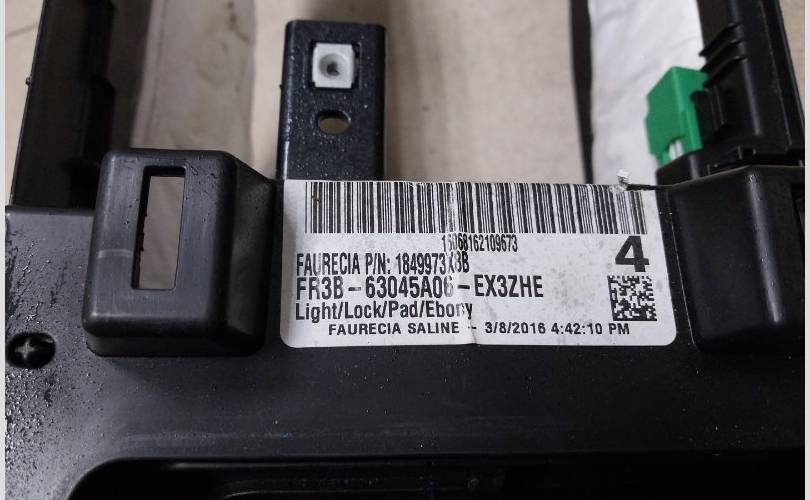 16068162109673
FAURECIA P/N: 1849973X3B
4
FR3B-63045A06-EX3ZHE
Light/Lock/Pad/Ebony
FAURECIA SALINE -- 3/8/2016 4:42:10 PM